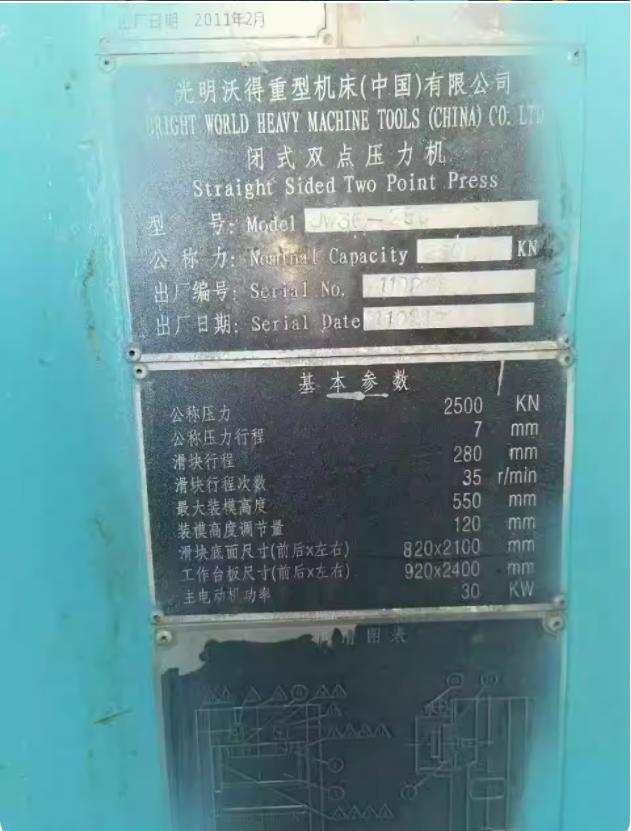 出厂日期 2011年2月
光明沃得重型机床(中国)有限公司
BRIGHT WORLD HEAVY MACHINE TOOLS (CHINA) CO. LTD
闭式双点压力机
Straight Sided Two Point Press
型 号: Model JW36-250
公 称 力: Nominal Capacity KN
出厂编号: Serial No.
出厂日期: Serial Date
基本参数
公称压力 2500 KN
公称压力行程 7 mm
滑块行程 280 mm
滑块行程次数 35 r/min
最大装模高度 550 mm
装模高度调节量 120 mm
滑块底面尺寸(前后x左右) 820x2100 mm
工作台板尺寸(前后x左右) 920x2400 mm
主电动机功率 30 KW
图表